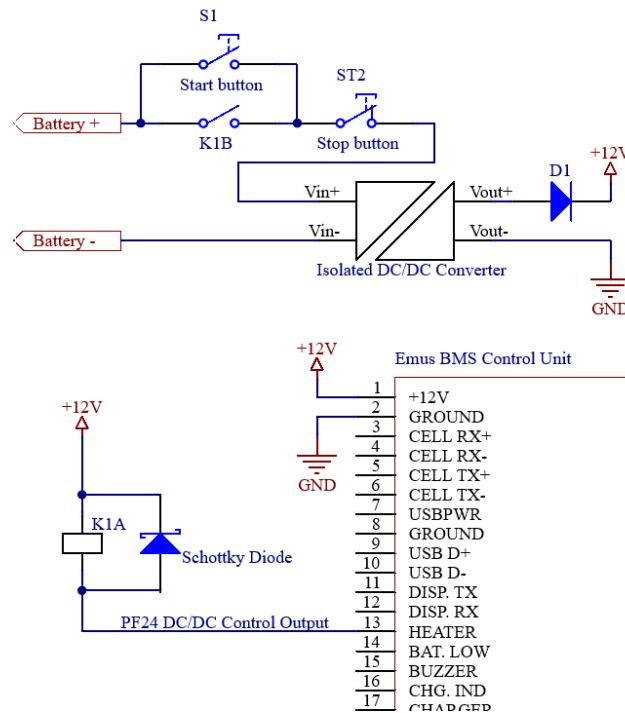 S1
Start button
ST2
Battery +
K1B
Stop button
+12V
D1
Vin+
Vout+
Battery -
Vin-
Vout-
Isolated DC/DC Converter
GND
+12V
Emus BMS Control Unit
1 +12V
2 GROUND
3 CELL RX+
4 CELL RX-
5 CELL TX+
6 CELL TX-
7 USBPWR
8 GROUND
9 USB D+
10 USB D-
11 DISP. TX
12 DISP. RX
13 HEATER
14 BAT. LOW
15 BUZZER
16 CHG. IND
17 CHARGER
GND
+12V
K1A
Schottky Diode
PF24 DC/DC Control Output